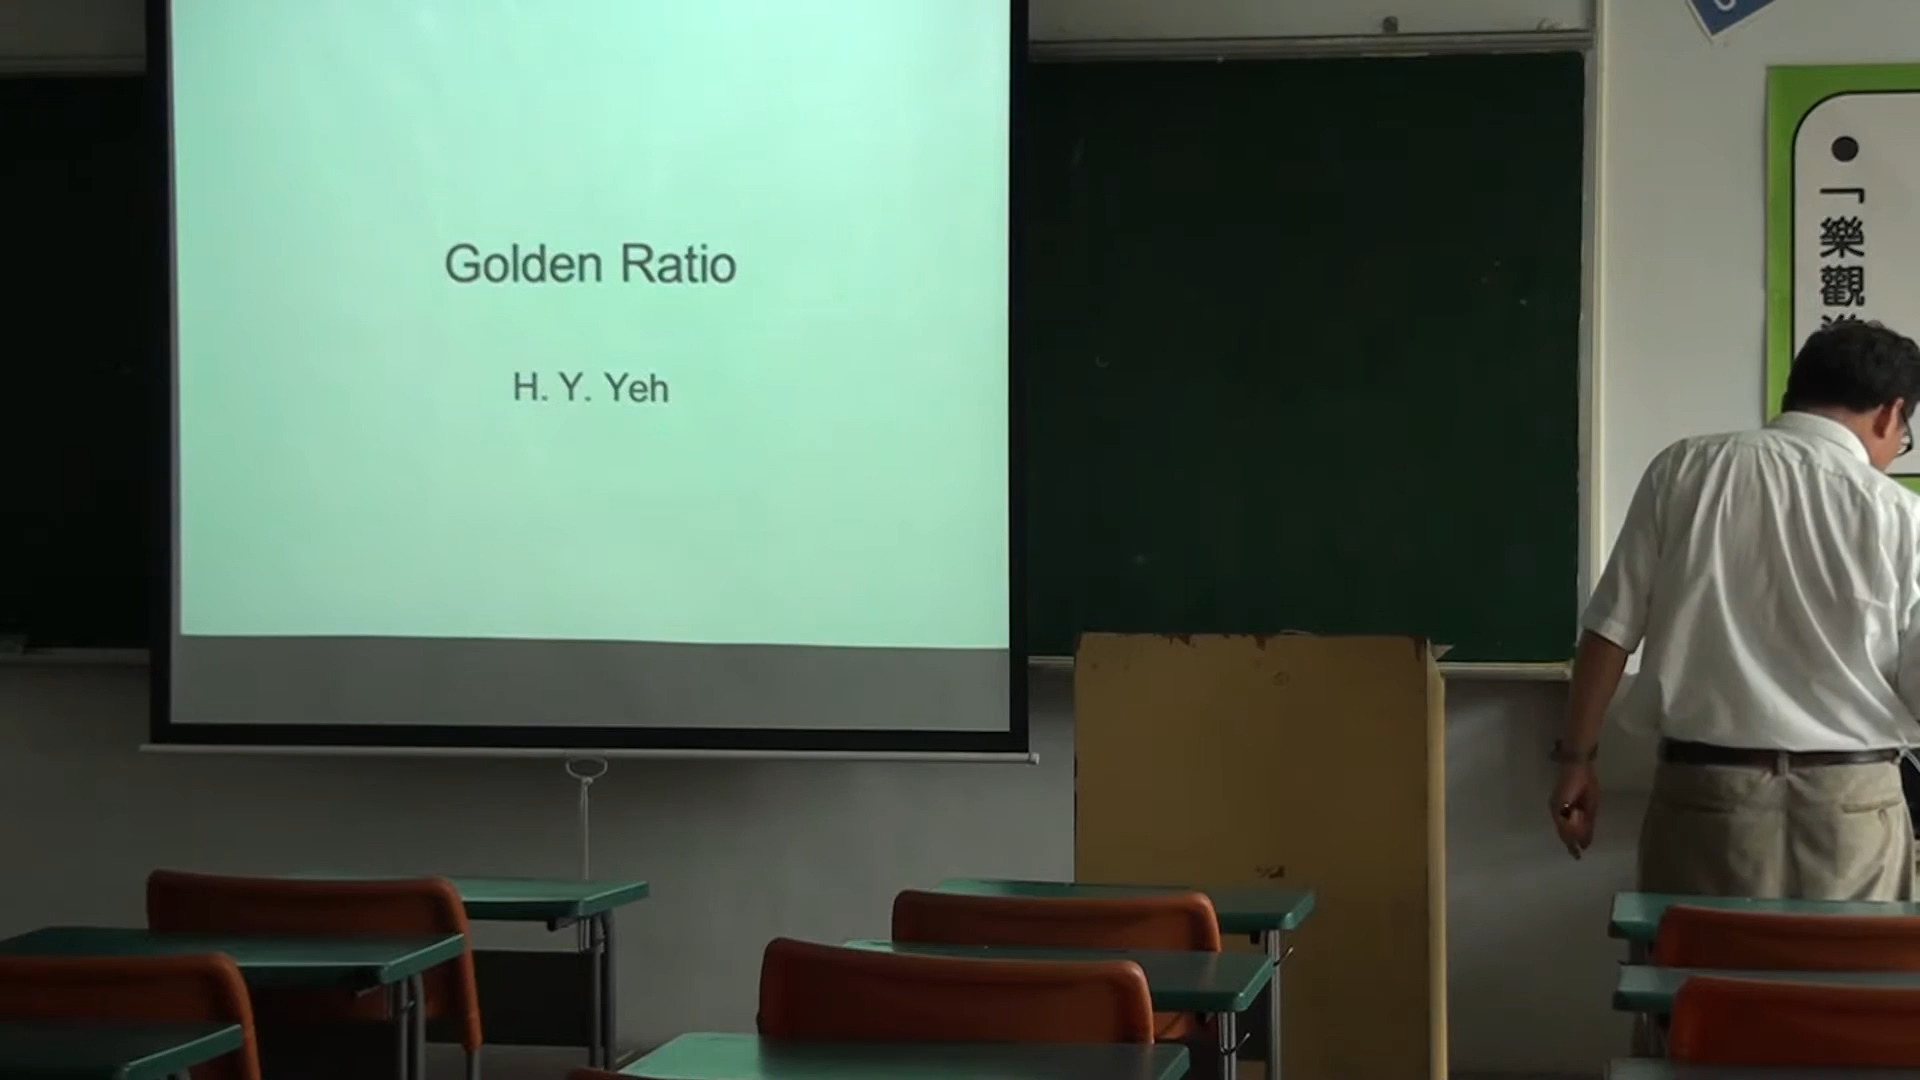 Golden Ratio
H. Y. Yeh
「樂觀